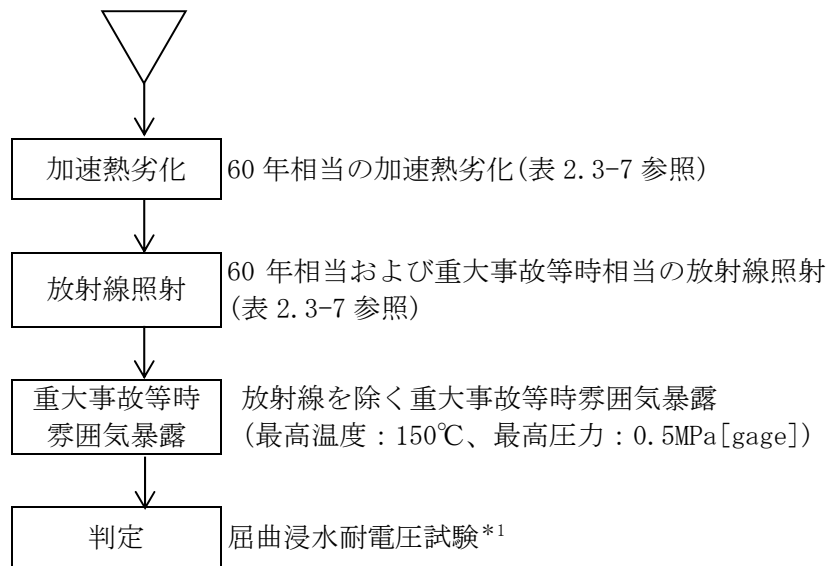 加速熱劣化 60年相当の加速熱劣化(表 2.3-7 参照)
放射線照射
60 年相当および重大事故等時相当の放射線照射
(表 2.3-7 参照)
重大事故等時
雰囲気暴露
放射線を除く重大事故等時雰囲気暴露
(最高温度：150℃、最高圧力：0.5MPa[gage])
判定 屈曲浸水耐電圧試験*1